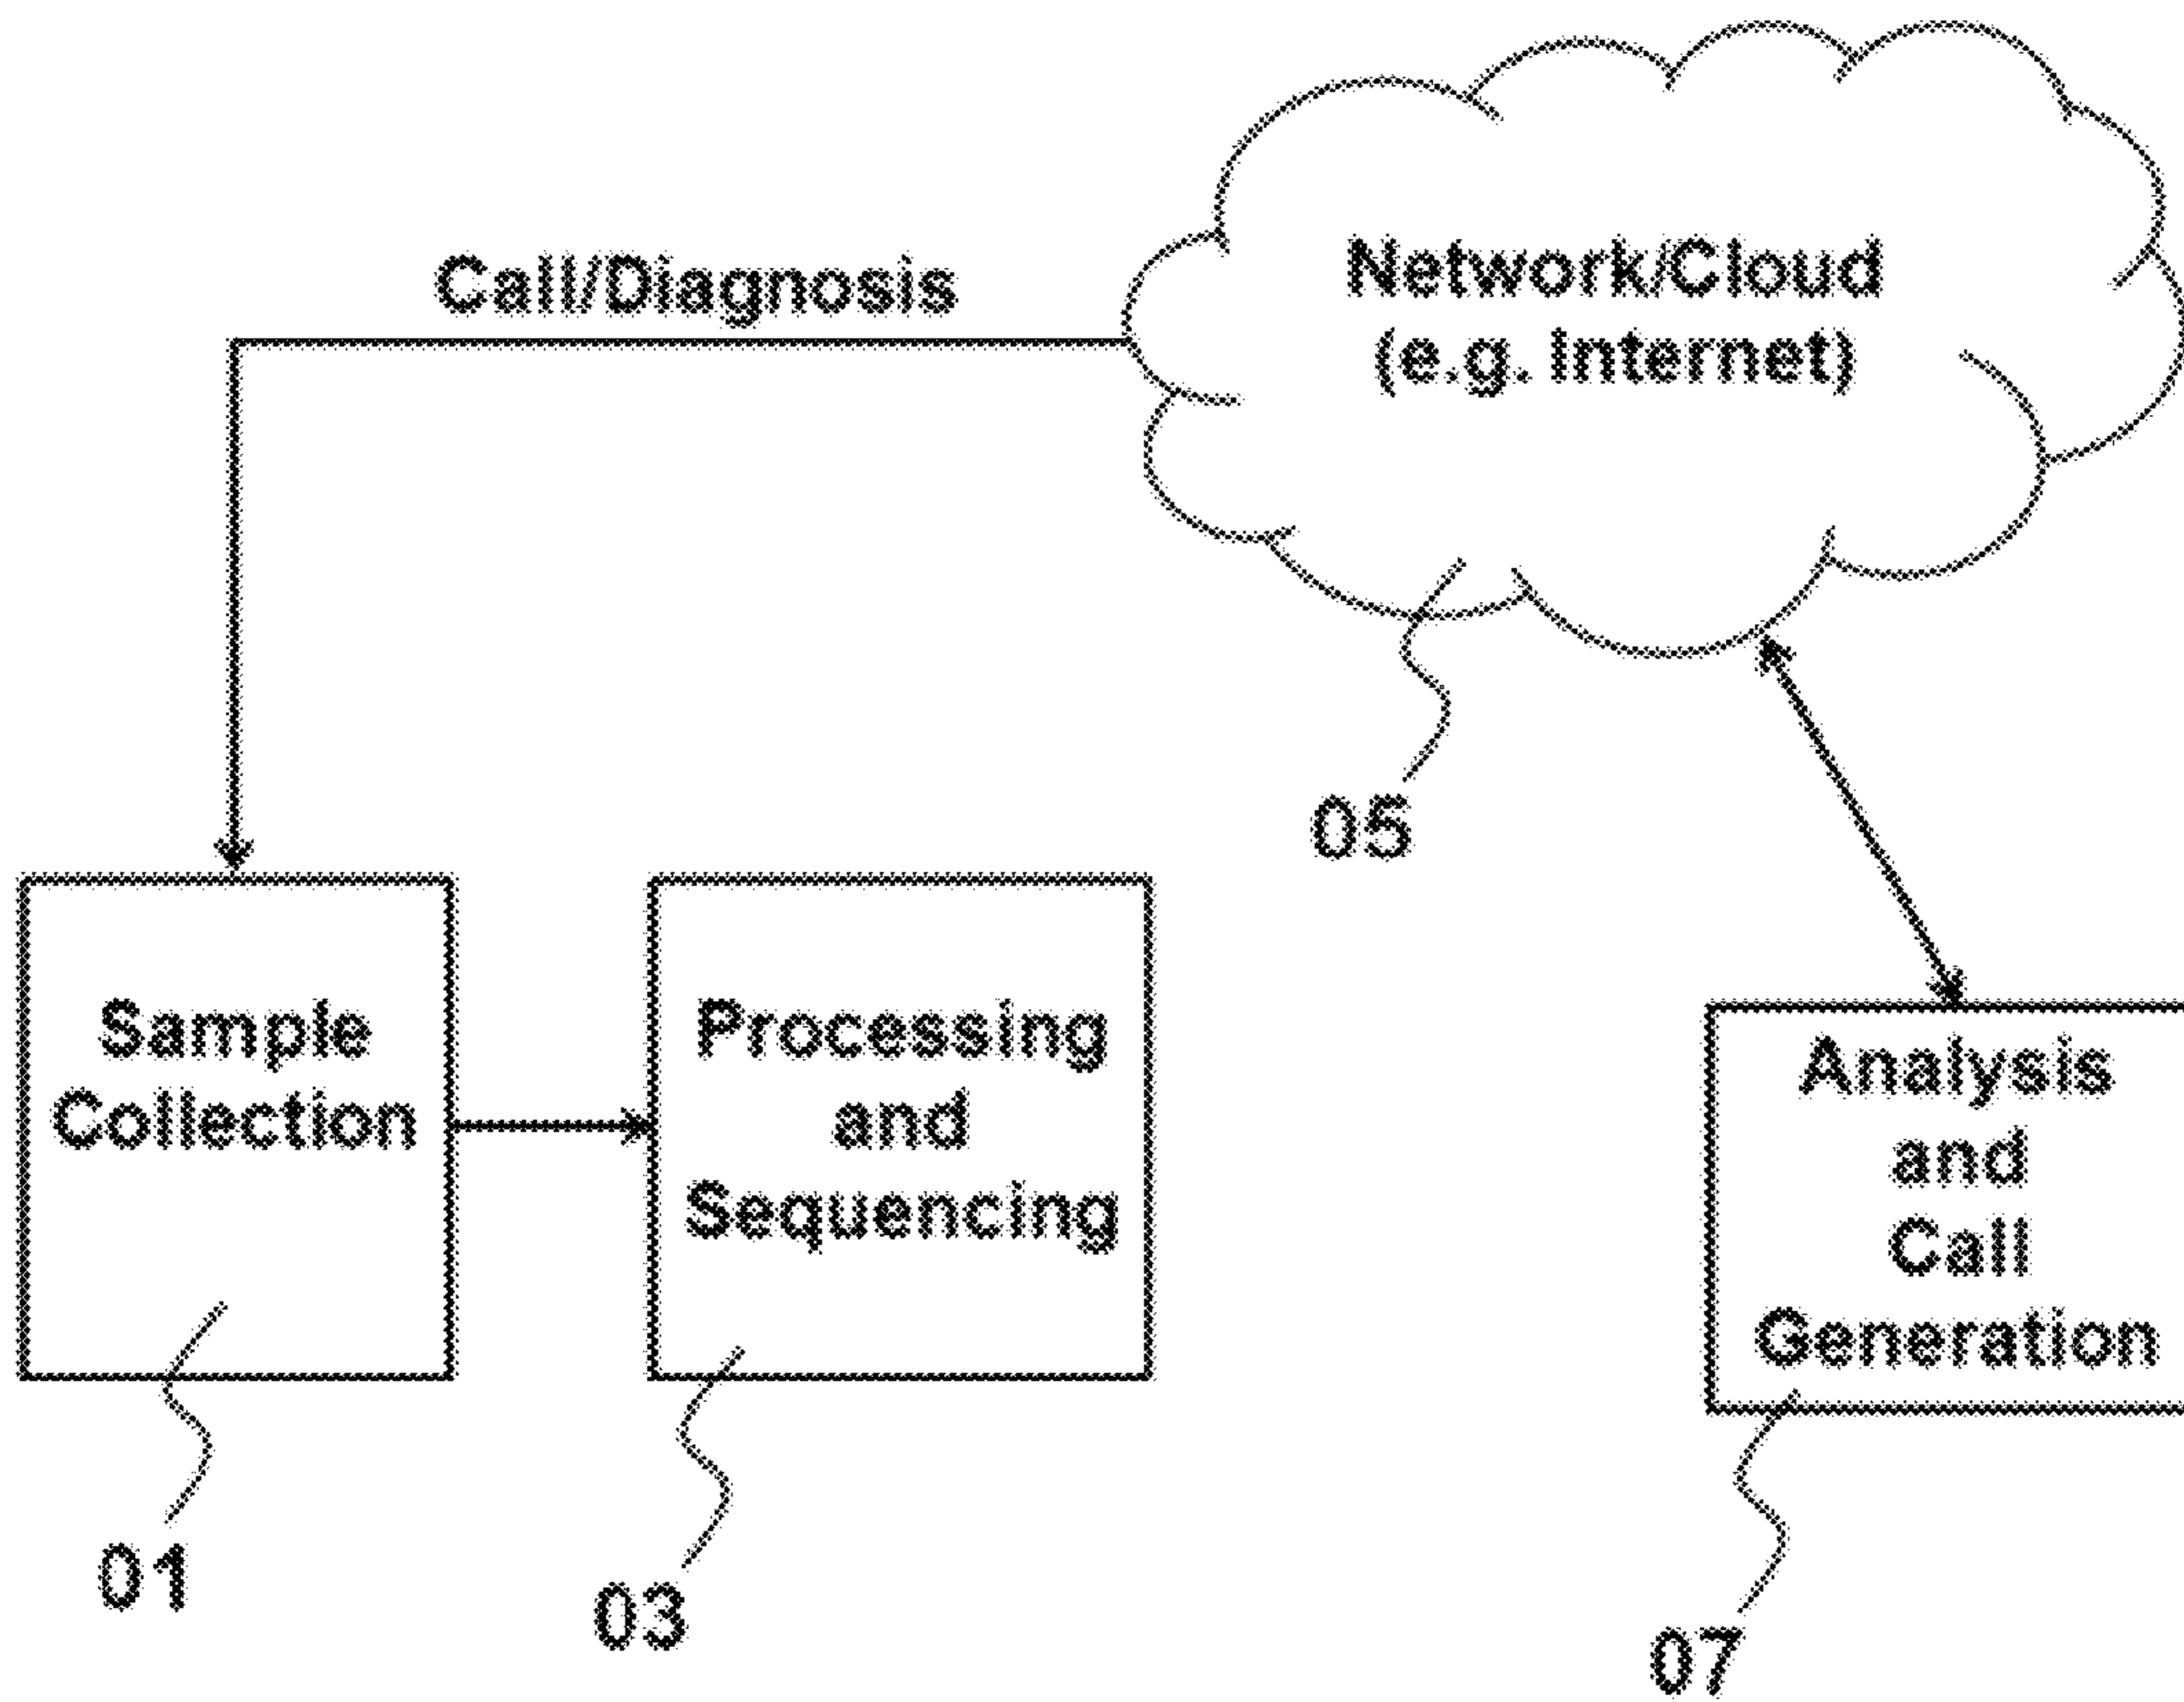 Network/Cloud
(e.g. Internet)
Call/Diagnosis
05
Sample
Collection
Processing
and
Sequencing
Analysis
and
Call
Generation
01
03
07